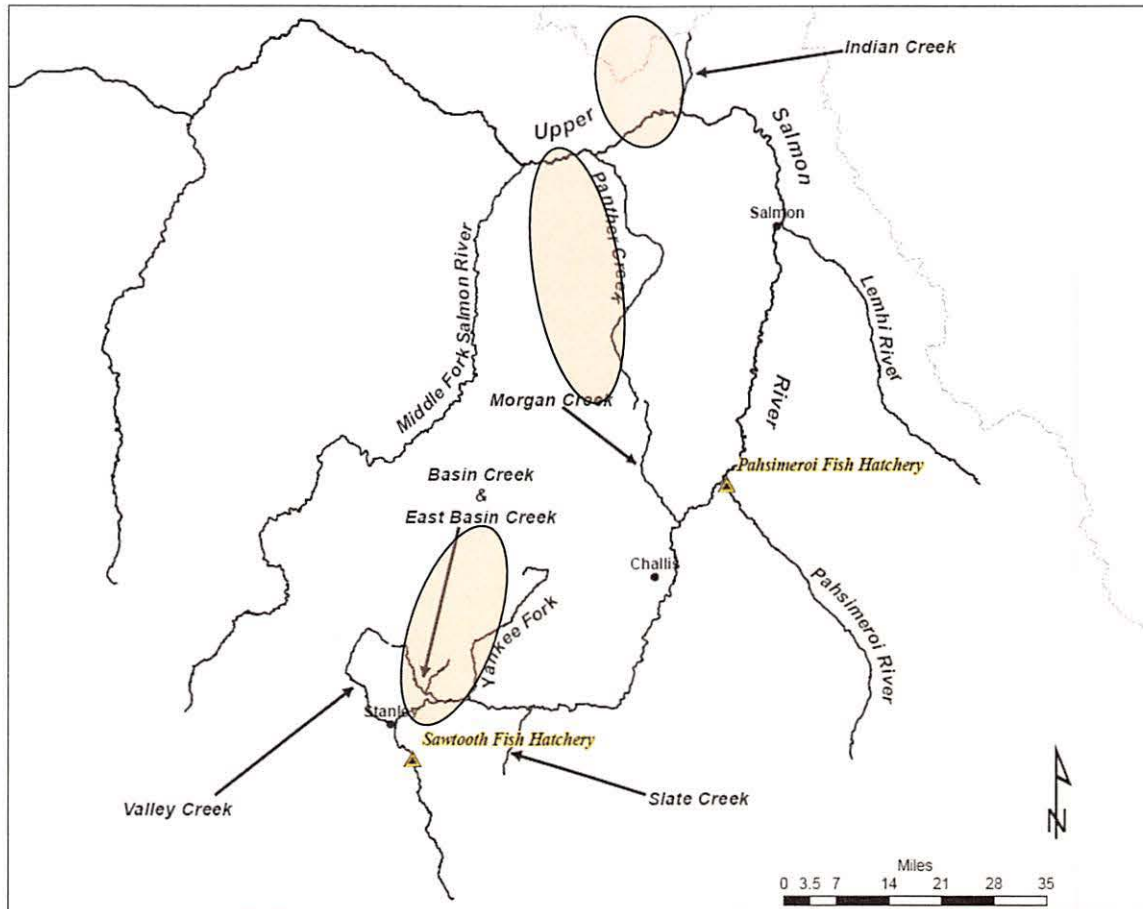 Indian Creek
Upper
Salmon
Panther Creek
Salmon
Middle Fork Salmon River
Lemhi River
River
Morgan Creek
Pahsimeroi Fish Hatchery
Basin Creek
&
East Basin Creek
Challis
Yankee Fork
Pahsimeroi River
Stanley
Sawtooth Fish Hatchery
Valley Creek
Slate Creek
N
Miles
0 3.5 7 14 21 28 35